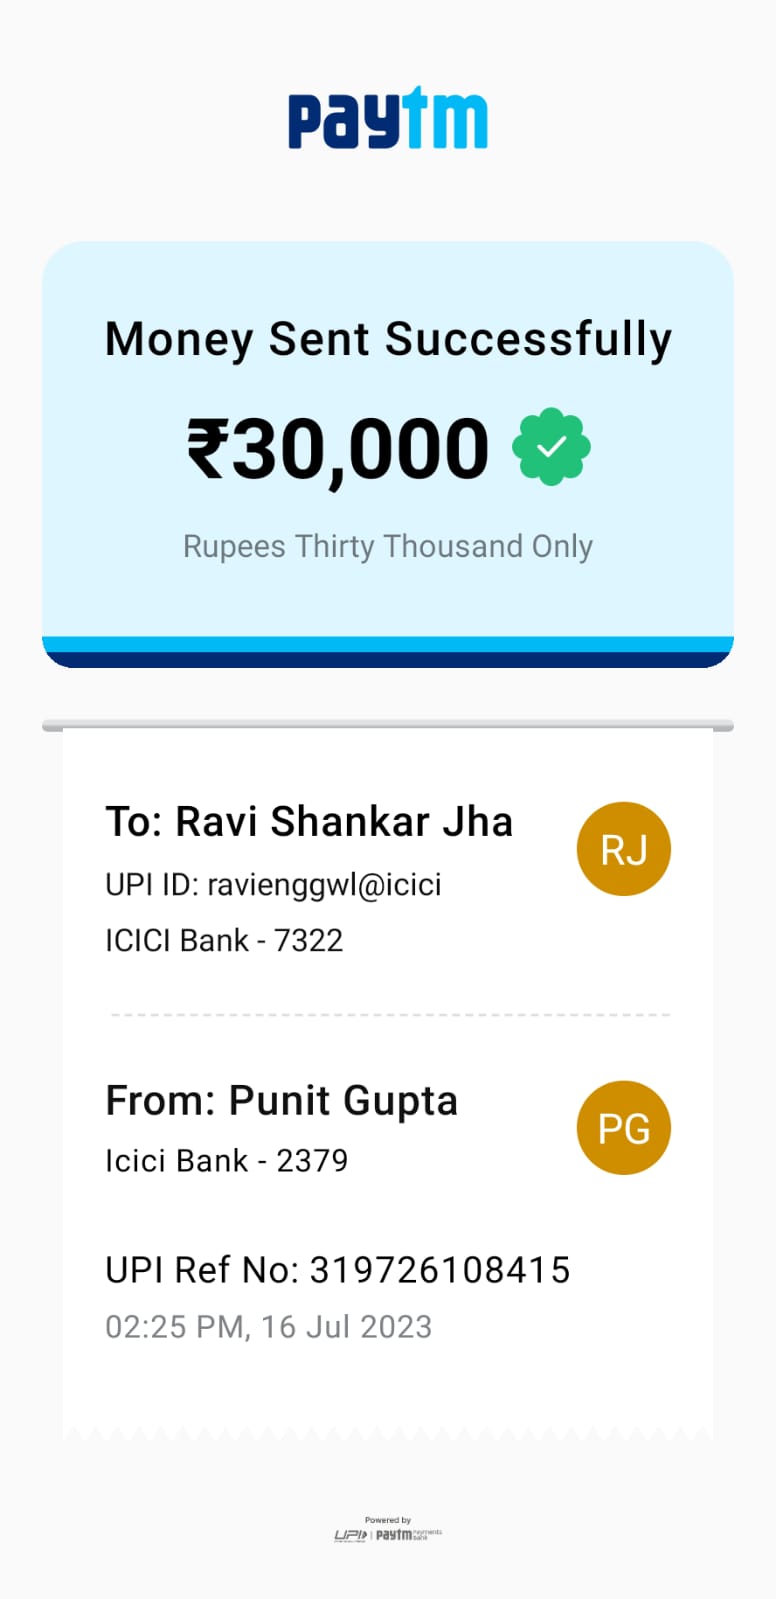 paytm
Money Sent Successfully
₹30,000
Rupees Thirty Thousand Only
To: Ravi Shankar Jha
RJ
UPI ID: ravienggwl@icici
ICICI Bank - 7322
From: Punit Gupta
PG
Icici Bank - 2379
UPI Ref No: 319726108415
02:25 PM, 16 Jul 2023
Powered by
UPI | paytm payments bank